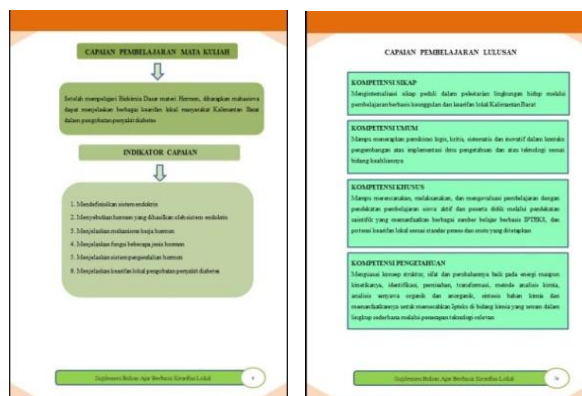 CAPAIAN PEMBELAJARAN MATA KULIAH
Setelah mempelajari Biokimia Dasar materi Hormon, diharapkan mahasiswa
dapat menjelaskan berbagai kearifan lokal masyarakat Kalimantan Barat
dalam pengobatan penyakit diabetes
INDIKATOR CAPAIAN
1. Mendefinisikan sistem endokrin
2. Menyebutkan hormon yang dihasilkan oleh sistem endokrin
3. Menjelaskan mekanisme kerja hormon
4. Menjelaskan fungsi beberapa jenis hormon
5. Menjelaskan sistem pengendalian hormon
6. Menjelaskan kearifan lokal pengobatan penyakit diabetes
Suplemen Bahan Ajar Berbasis Kearifan Lokal
CAPAIAN PEMBELAJARAN LULUSAN
KOMPETENSI SIKAP
Menginternalisasi sikap peduli dalam pelestarian lingkungan hidup melalui
pembelajaran berbasis keunggulan dan kearifan lokal Kalimantan Barat
KOMPETENSI UMUM
Mampu menerapkan pemikiran logis, kritis, sistematis dan inovatif dalam konteks
pengembangan atau implementasi ilmu pengetahuan dan atau teknologi sesuai
bidang keahliannya
KOMPETENSI KHUSUS
Mampu merencanakan, melaksanakan, dan mengevaluasi pembelajaran dengan
pendekatan pembelajaran siswa aktif dan peserta didik melalui pendekatan
saintifik yang memanfaatkan berbagai sumber belajar berbasis IPTEKS, dan
potensi kearifan lokal sesuai standar proses dan mutu yang ditetapkan
KOMPETENSI PENGETAHUAN
Menguasai konsep struktur, sifat dan perubahannya baik pada energi maupun
kinetikanya, identifikasi, pemisahan, transformasi, metode analisis kimia,
analisis senyawa organik dan anorganik, sintesis bahan kimia dan
memanfaatkannya untuk memecahkan Ipteks di bidang kimia yang umum dalam
lingkup sederhana melalui penerapan teknologi relevan
Suplemen Bahan Ajar Berbasis Kearifan Lokal